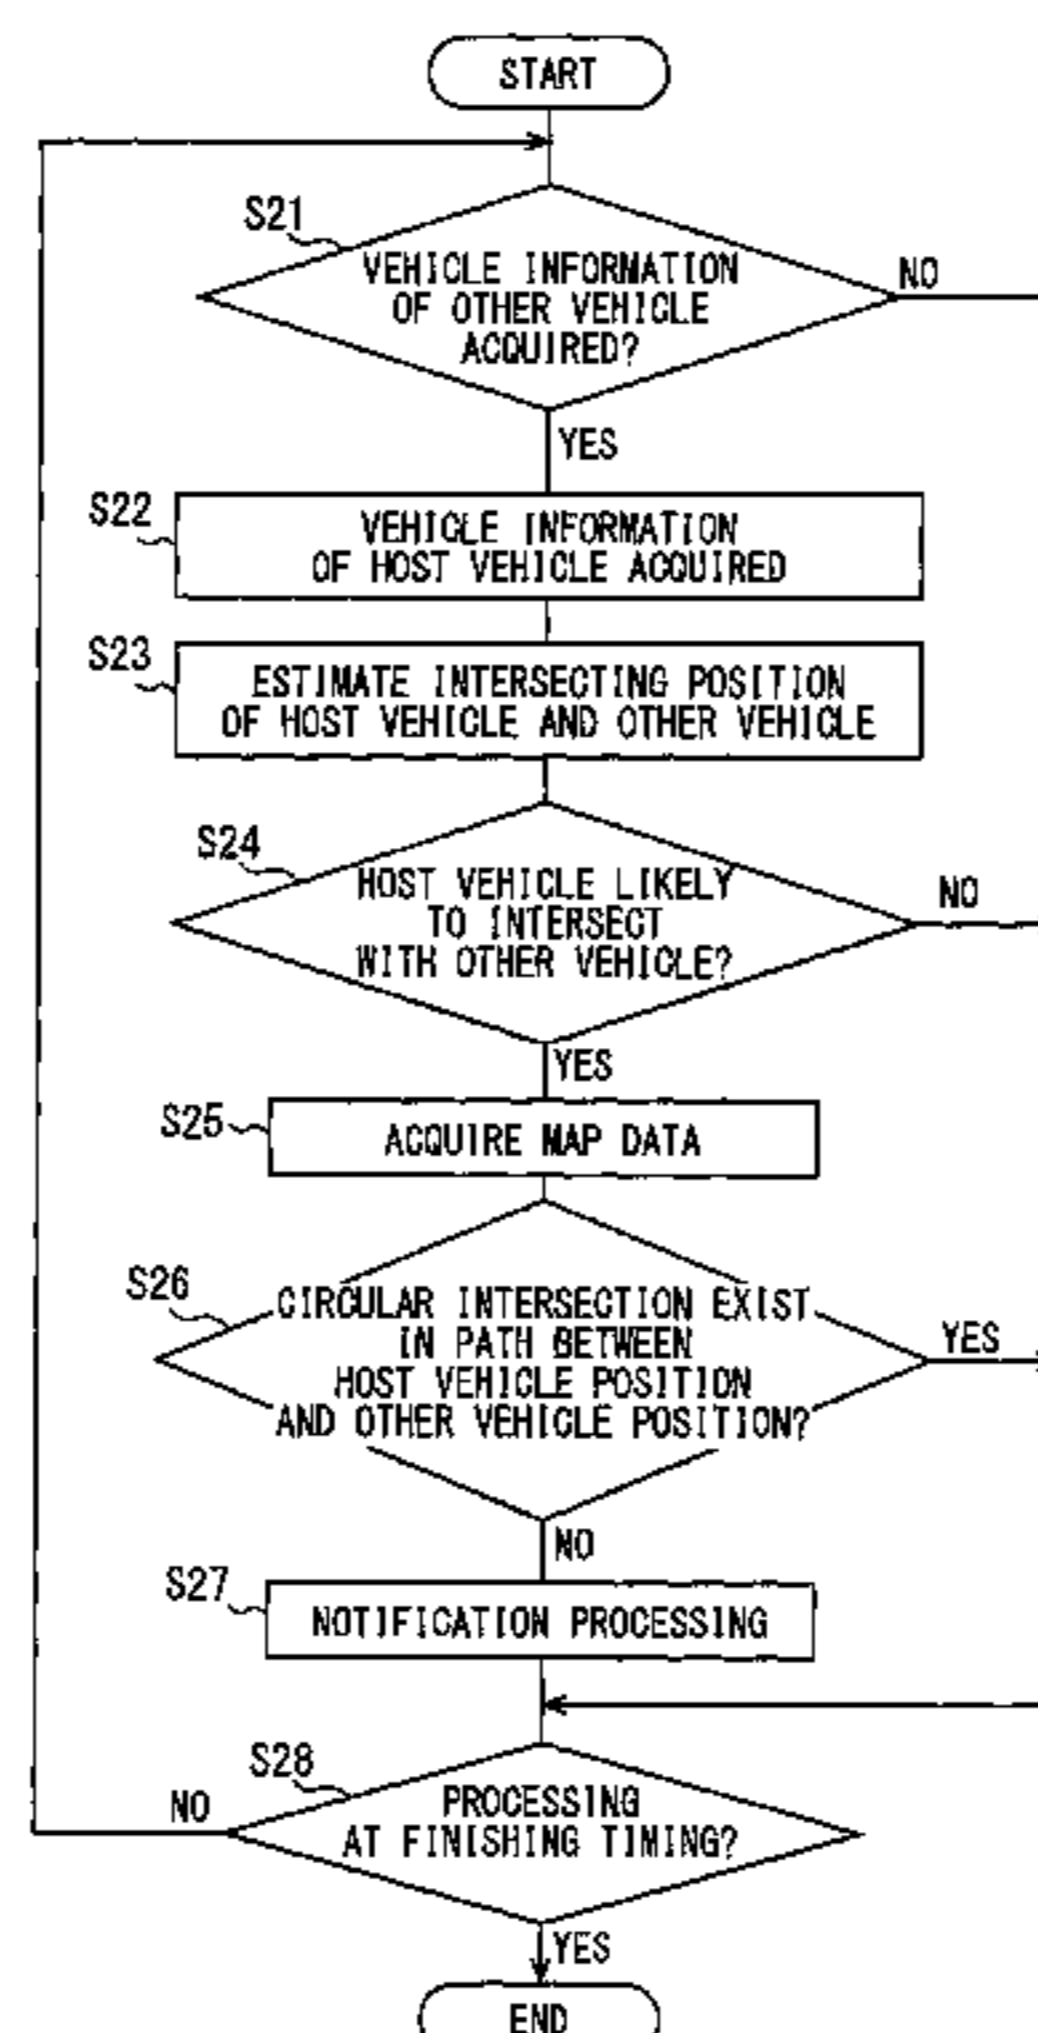 START
S21
VEHICLE INFORMATION
OF OTHER VEHICLE
ACQUIRED?
NO
YES
S22
VEHICLE INFORMATION
OF HOST VEHICLE ACQUIRED
S23
ESTIMATE INTERSECTING POSITION
OF HOST VEHICLE AND OTHER VEHICLE
S24
HOST VEHICLE LIKELY
TO INTERSECT
WITH OTHER VEHICLE?
NO
YES
S25
ACQUIRE MAP DATA
S26
CIRCULAR INTERSECTION EXIST
IN PATH BETWEEN
HOST VEHICLE POSITION
AND OTHER VEHICLE POSITION?
YES
NO
S27
NOTIFICATION PROCESSING
S28
PROCESSING
AT FINISHING TIMING?
NO
YES
END